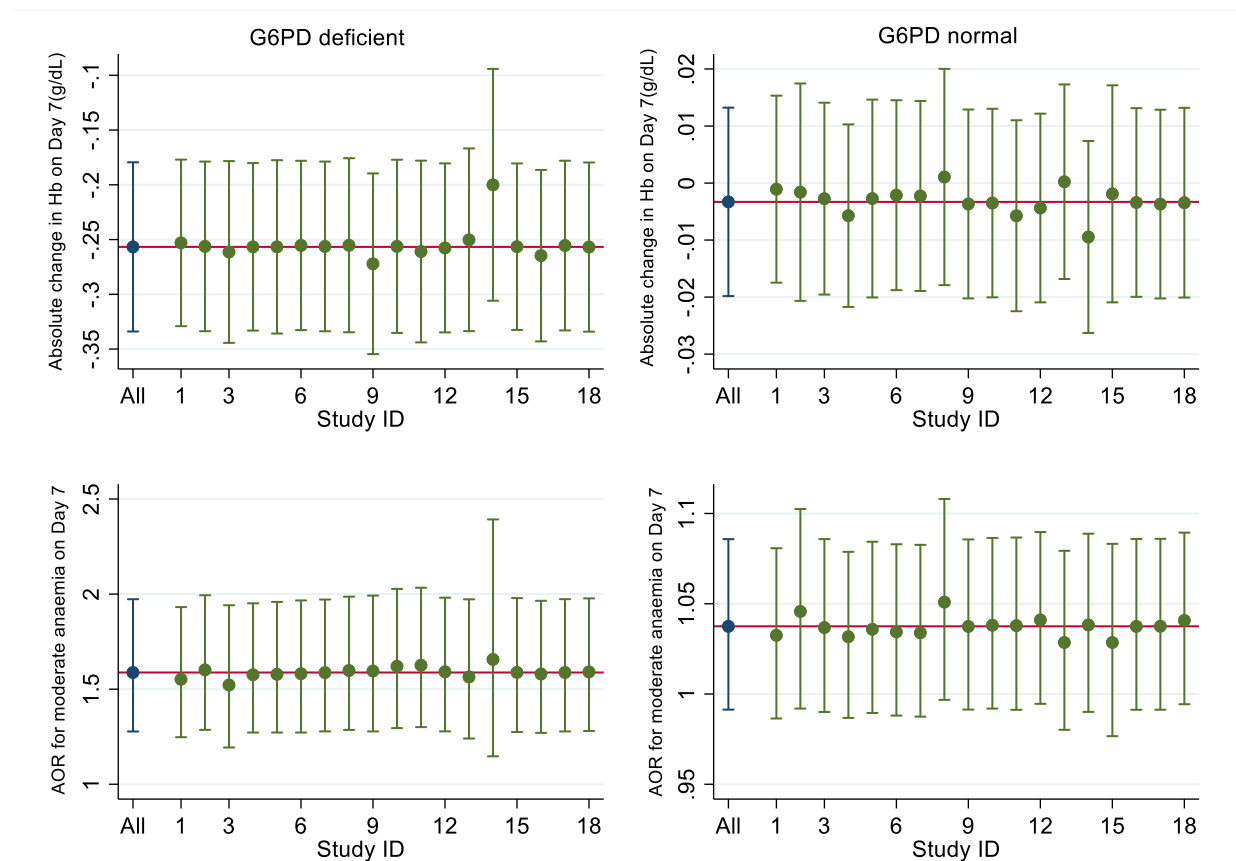 G6PD deficient
Absolute change in Hb on Day 7(g/dL)
-.1
-.15
-.2
-.25
-.3
-.35
All 1 3 6 9 12 15 18
Study ID
G6PD normal
Absolute change in Hb on Day 7(g/dL)
.02
.01
0
-.01
-.02
-.03
All 1 3 6 9 12 15 18
Study ID
AOR for moderate anaemia on Day 7
2.5
2
1.5
1
All 1 3 6 9 12 15 18
Study ID
AOR for moderate anaemia on Day 7
1.1
1.05
1
.95
All 1 3 6 9 12 15 18
Study ID